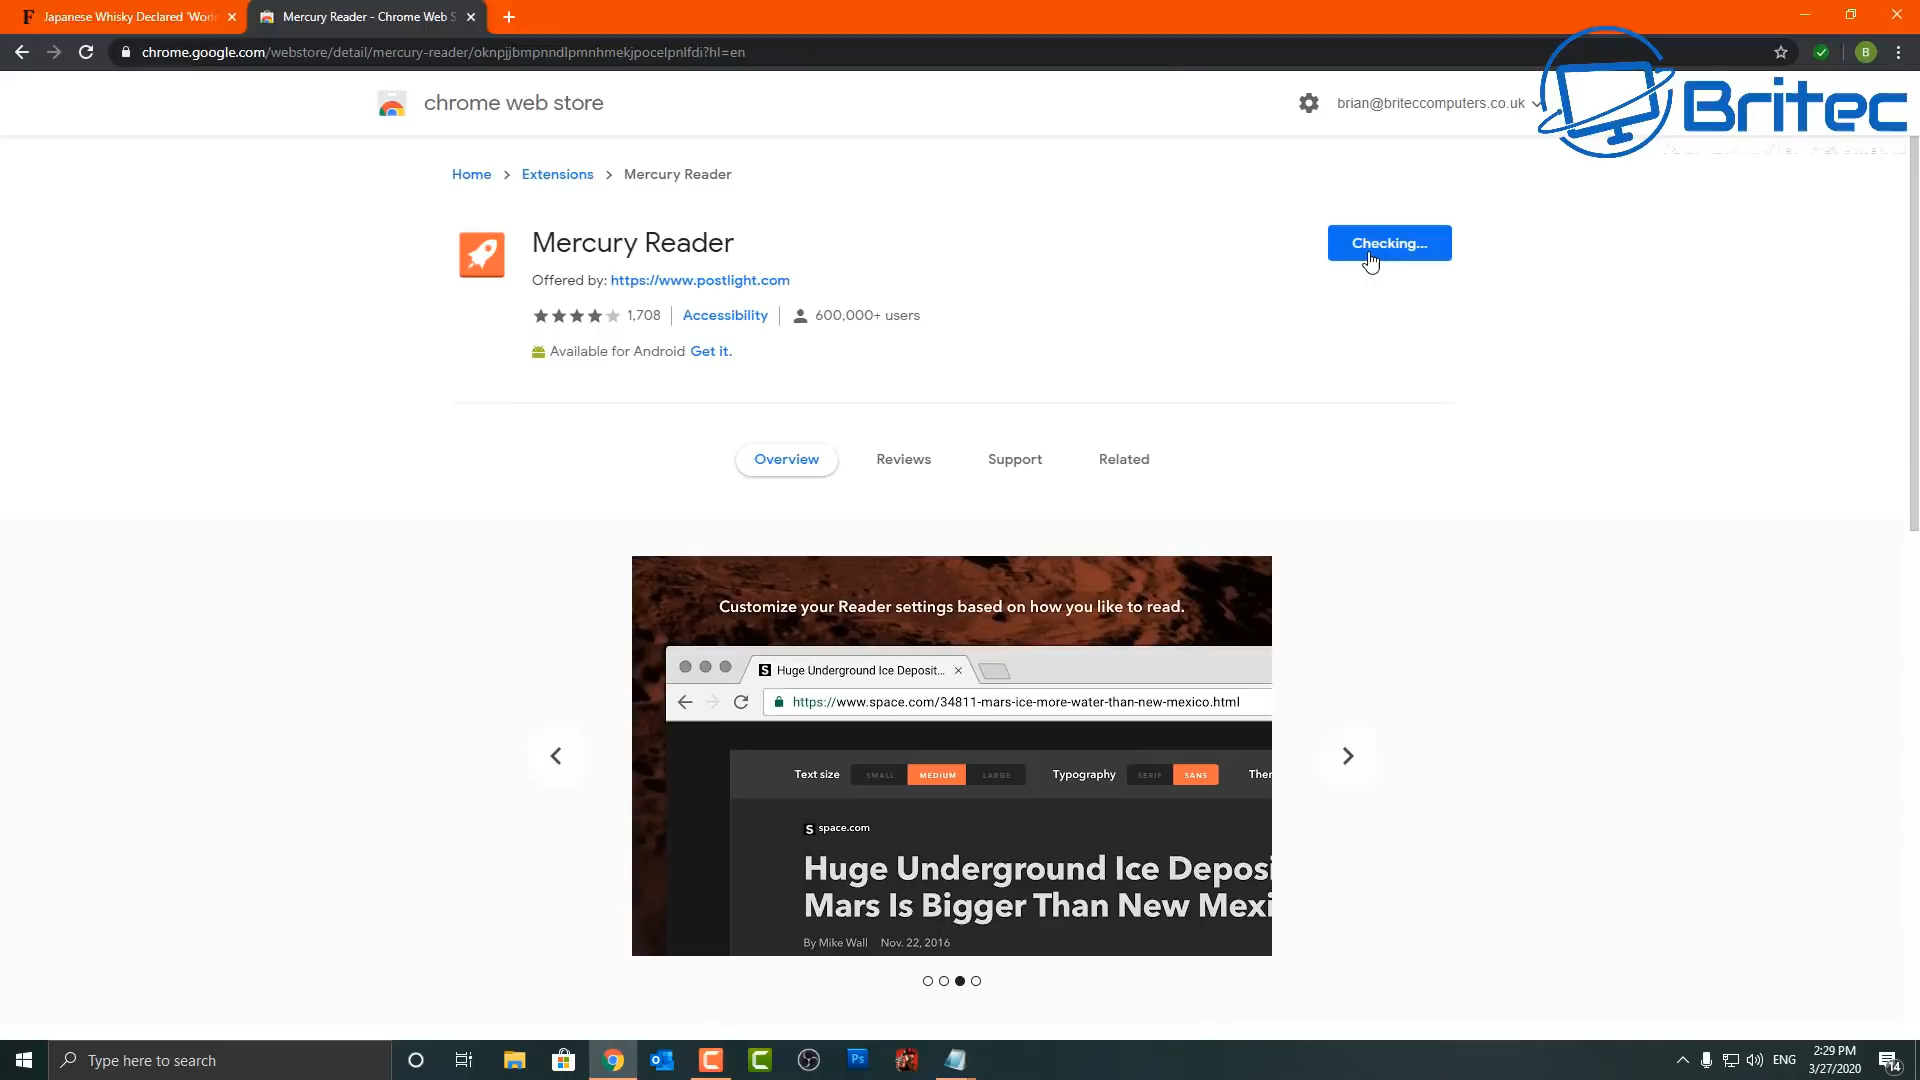 Japanese Whisky Declared 'Worl
Mercury Reader - Chrome Web S
chrome.google.com/webstore/detail/mercury-reader/oknpjjbmpnndlpmnhmekjpocelpnlfdi?hl=en
B
chrome web store
brian@briteccomputers.co.uk
Britec
Home > Extensions > Mercury Reader
Mercury Reader
Checking...
Offered by: https://www.postlight.com
1,708 Accessibility 600,000+ users
Available for Android Get it.
Overview Reviews Support Related
Customize your Reader settings based on how you like to read.
S Huge Underground Ice Deposit...
https://www.space.com/34811-mars-ice-more-water-than-new-mexico.html
Text size SMALL MEDIUM LARGE Typography SERIF SANS Ther
S space.com
Huge Underground Ice Deposi
Mars Is Bigger Than New Mexi
By Mike Wall Nov. 22, 2016
Type here to search
Ps
ENG
2:29 PM
3/27/2020
14